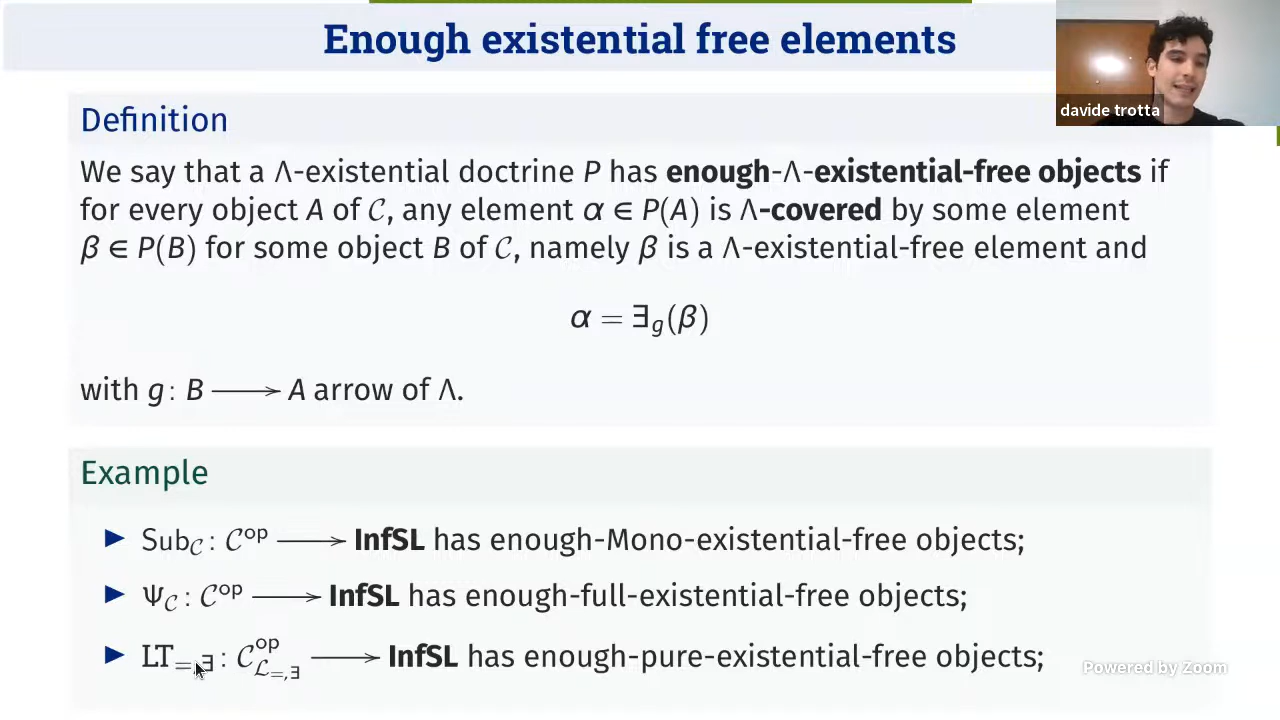 Enough existential free elements
davide trotta
Definition
We say that a Λ-existential doctrine P has enough-Λ-existential-free objects if
for every object A of 𝒞, any element α ∈ P(A) is Λ-covered by some element
β ∈ P(B) for some object B of 𝒞, namely β is a Λ-existential-free element and
α = ∃_g(β)
with g: B ⟶ A arrow of Λ.
Example
▶ Sub_𝒞 : 𝒞^op ⟶ InfSL has enough-Mono-existential-free objects;
▶ Ψ_𝒞 : 𝒞^op ⟶ InfSL has enough-full-existential-free objects;
▶ LT_=,∃ : 𝒞^op_ℒ_=,∃ ⟶ InfSL has enough-pure-existential-free objects;
Powered by Zoom